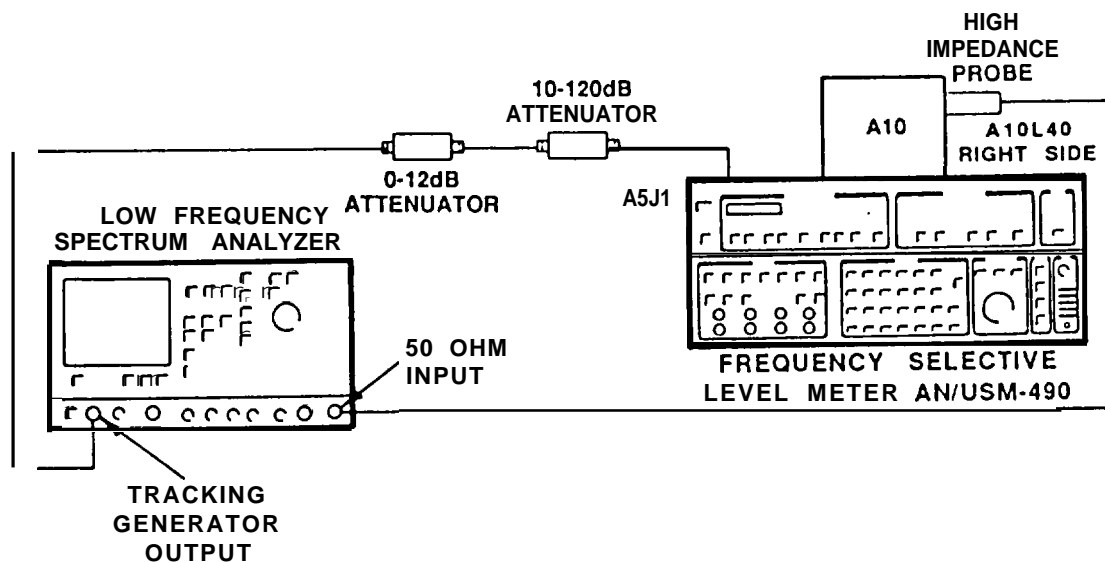 HIGH
IMPEDANCE
PROBE
10-120dB
ATTENUATOR
A10
A10L40
RIGHT SIDE
0-12dB
ATTENUATOR
A5J1
LOW FREQUENCY
SPECTRUM ANALYZER
50 OHM
INPUT
FREQUENCY SELECTIVE
LEVEL METER AN/USM-490
TRACKING
GENERATOR
OUTPUT